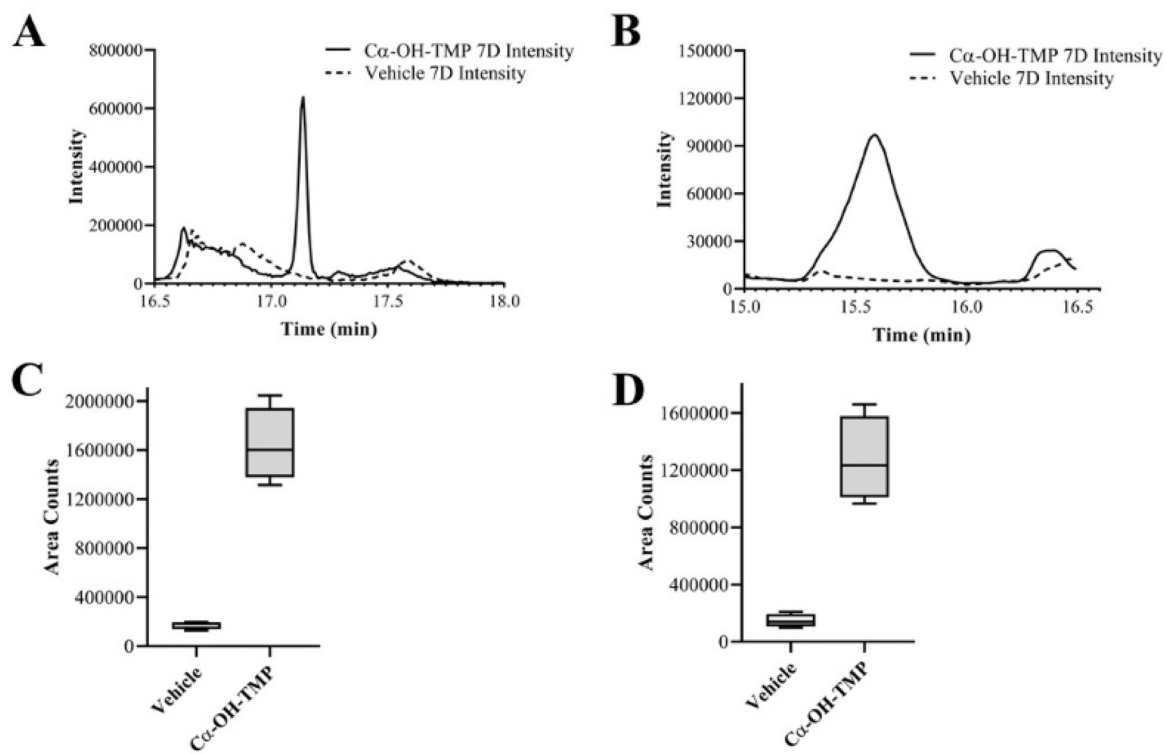 A
Cα-OH-TMP 7D Intensity
Vehicle 7D Intensity
800000
600000
400000
200000
0
Intensity
16.5 17.0 17.5 18.0
Time (min)
B
Cα-OH-TMP 7D Intensity
Vehicle 7D Intensity
150000
120000
90000
60000
30000
0
Intensity
15.0 15.5 16.0 16.5
Time (min)
C
2000000
1600000
1200000
800000
400000
0
Area Counts
Vehicle
Cα-OH-TMP
D
1600000
1200000
800000
400000
0
Area Counts
Vehicle
Cα-OH-TMP